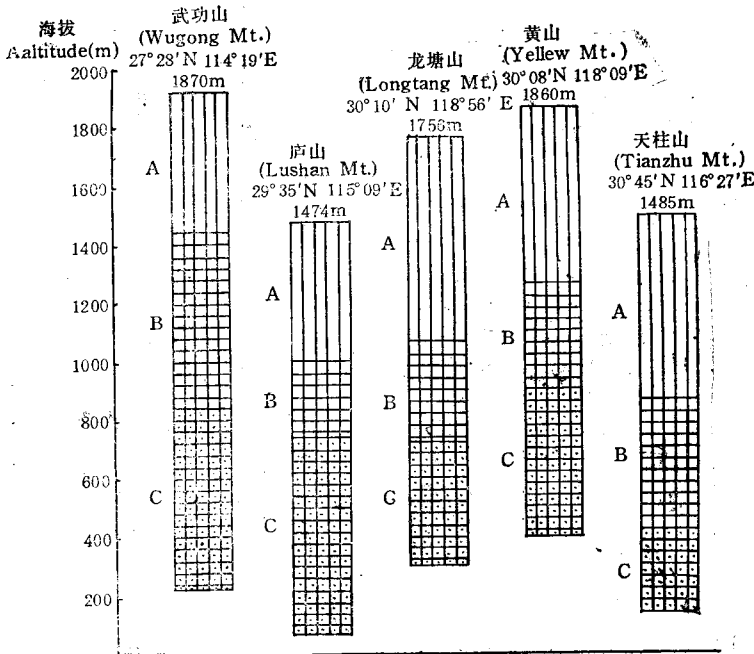 海拔
Aaltitude(m)
2000
1800
1600
1400
1200
1000
800
600
400
200
武功山
(Wugong Mt.)
27°28′N 114°19′E
1870m
A
B
C
庐山
(Lushan Mt.)
29°35′N 115°09′E
1474m
A
B
C
龙塘山
(Longtang Mt.)
30°10′ N 118°56′ E
1756m
A
B
G
黄山
(Yellew Mt.)
30°08′N 118°09′E
1860m
A
B
C
天柱山
(Tianzhu Mt.)
30°45′N 116°27′E
1485m
A
B
C